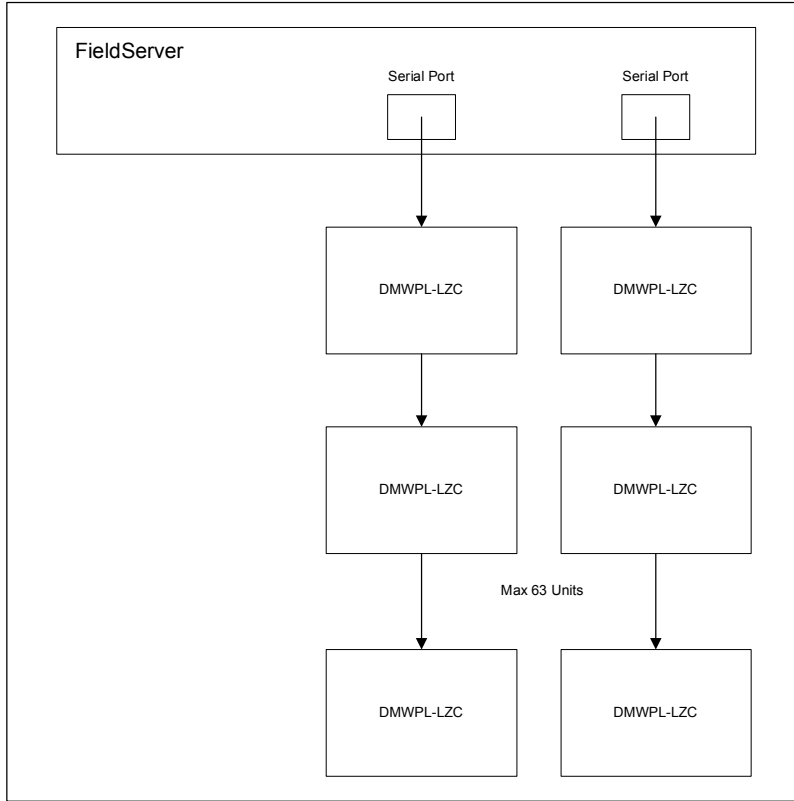 FieldServer
Serial Port
Serial Port
DMWPL-LZC
DMWPL-LZC
DMWPL-LZC
DMWPL-LZC
Max 63 Units
DMWPL-LZC
DMWPL-LZC